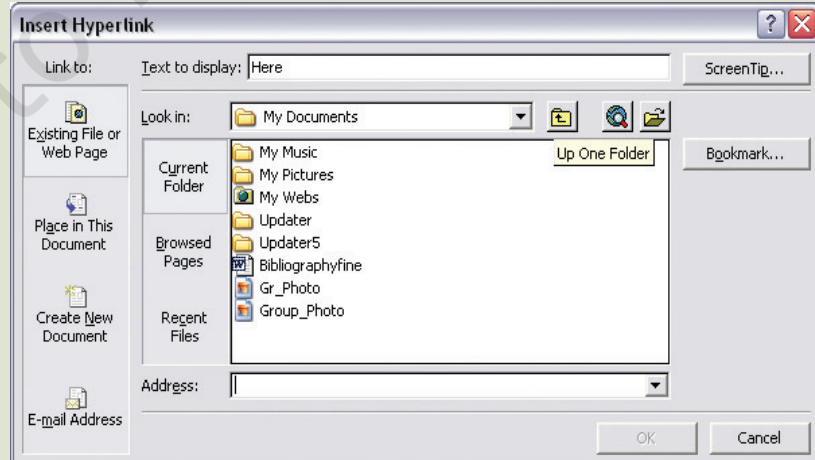 Insert Hyperlink
Link to:
Text to display: Here
ScreenTip...
Existing File or
Web Page
Place in This
Document
Create New
Document
E-mail Address
Look in: My Documents
Up One Folder
Bookmark...
Current
Folder
Browsed
Pages
Recent
Files
My Music
My Pictures
My Webs
Updater
Updater5
Bibliographyfine
Gr_Photo
Group_Photo
Address:
OK
Cancel